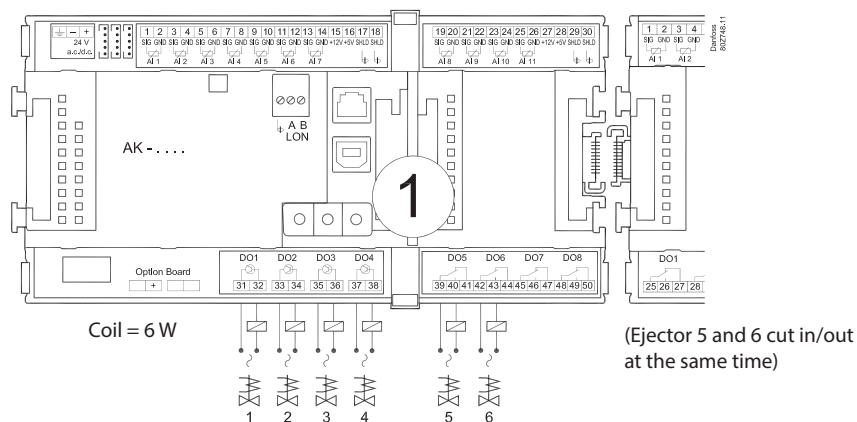 ⏚ – +
24 V
a.c./d.c.
1 2 3 4 5 6 7 8 9 10 11 12 13 14 15 16 17 18
SIG GND SIG GND SIG GND SIG GND SIG GND SIG GND SIG GND +12V +5V SHLD SHLD
AI 1 AI 2 AI 3 AI 4 AI 5 AI 6 AI 7
19 20 21 22 23 24 25 26 27 28 29 30
SIG GND SIG GND SIG GND SIG GND +12V +5V SHLD SHLD
AI 8 AI 9 AI 10 AI 11
1 2 3 4
SIG GND SIG GND
AI 1 AI 2
Danfoss
80Z748.11
A B
LON
AK - . . . .
1
Option Board
+
DO1 DO2 DO3 DO4
31 32 33 34 35 36 37 38
DO5 DO6 DO7 DO8
39 40 41 42 43 44 45 46 47 48 49 50
DO1
25 26 27 28
Coil = 6 W
(Ejector 5 and 6 cut in/out
at the same time)
1 2 3 4 5 6